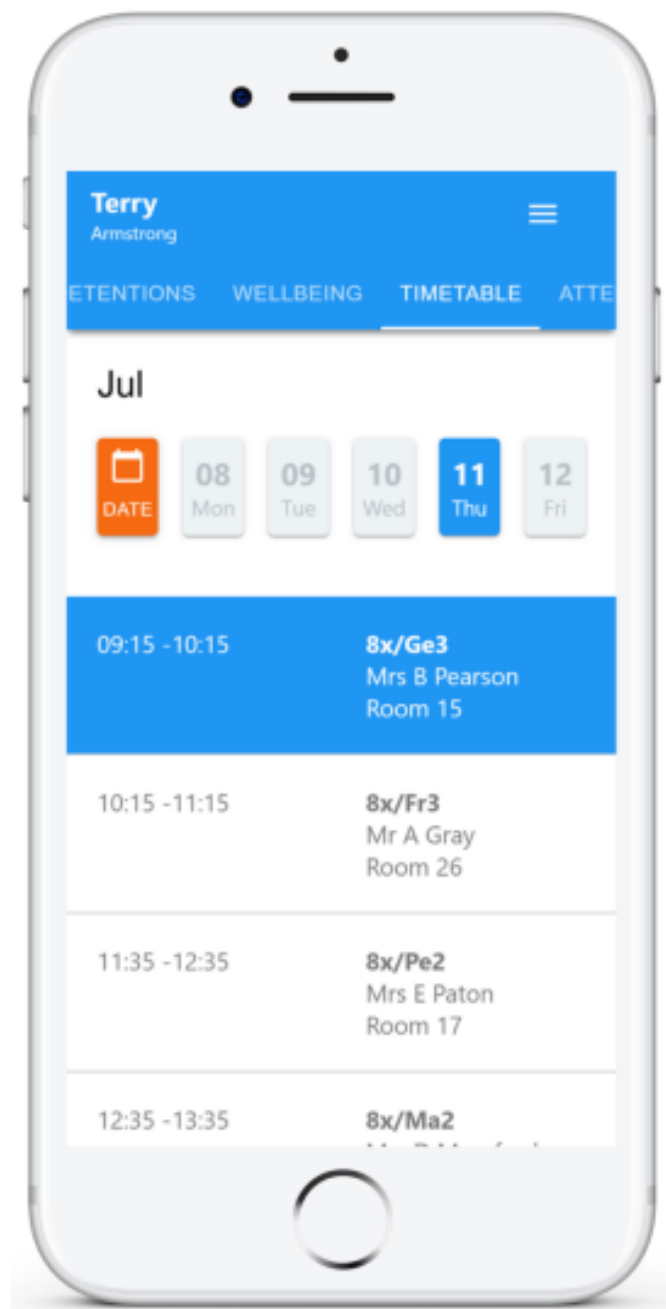 Terry
Armstrong
ETENTIONS WELLBEING TIMETABLE ATTE
Jul
DATE 08 Mon 09 Tue 10 Wed 11 Thu 12 Fri
09:15 -10:15 8x/Ge3
Mrs B Pearson
Room 15
10:15 -11:15 8x/Fr3
Mr A Gray
Room 26
11:35 -12:35 8x/Pe2
Mrs E Paton
Room 17
12:35 -13:35 8x/Ma2